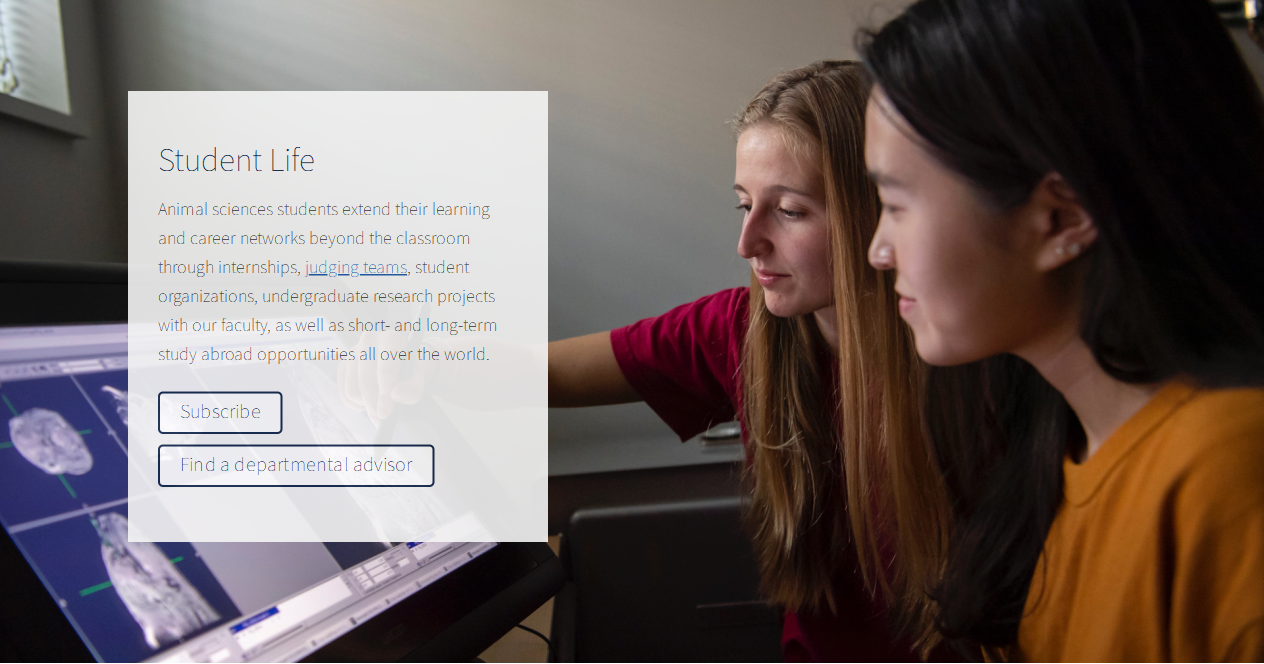 Student Life
Animal sciences students extend their learning
and career networks beyond the classroom
through internships, judging teams, student
organizations, undergraduate research projects
with our faculty, as well as short- and long-term
study abroad opportunities all over the world.
Subscribe
Find a departmental advisor